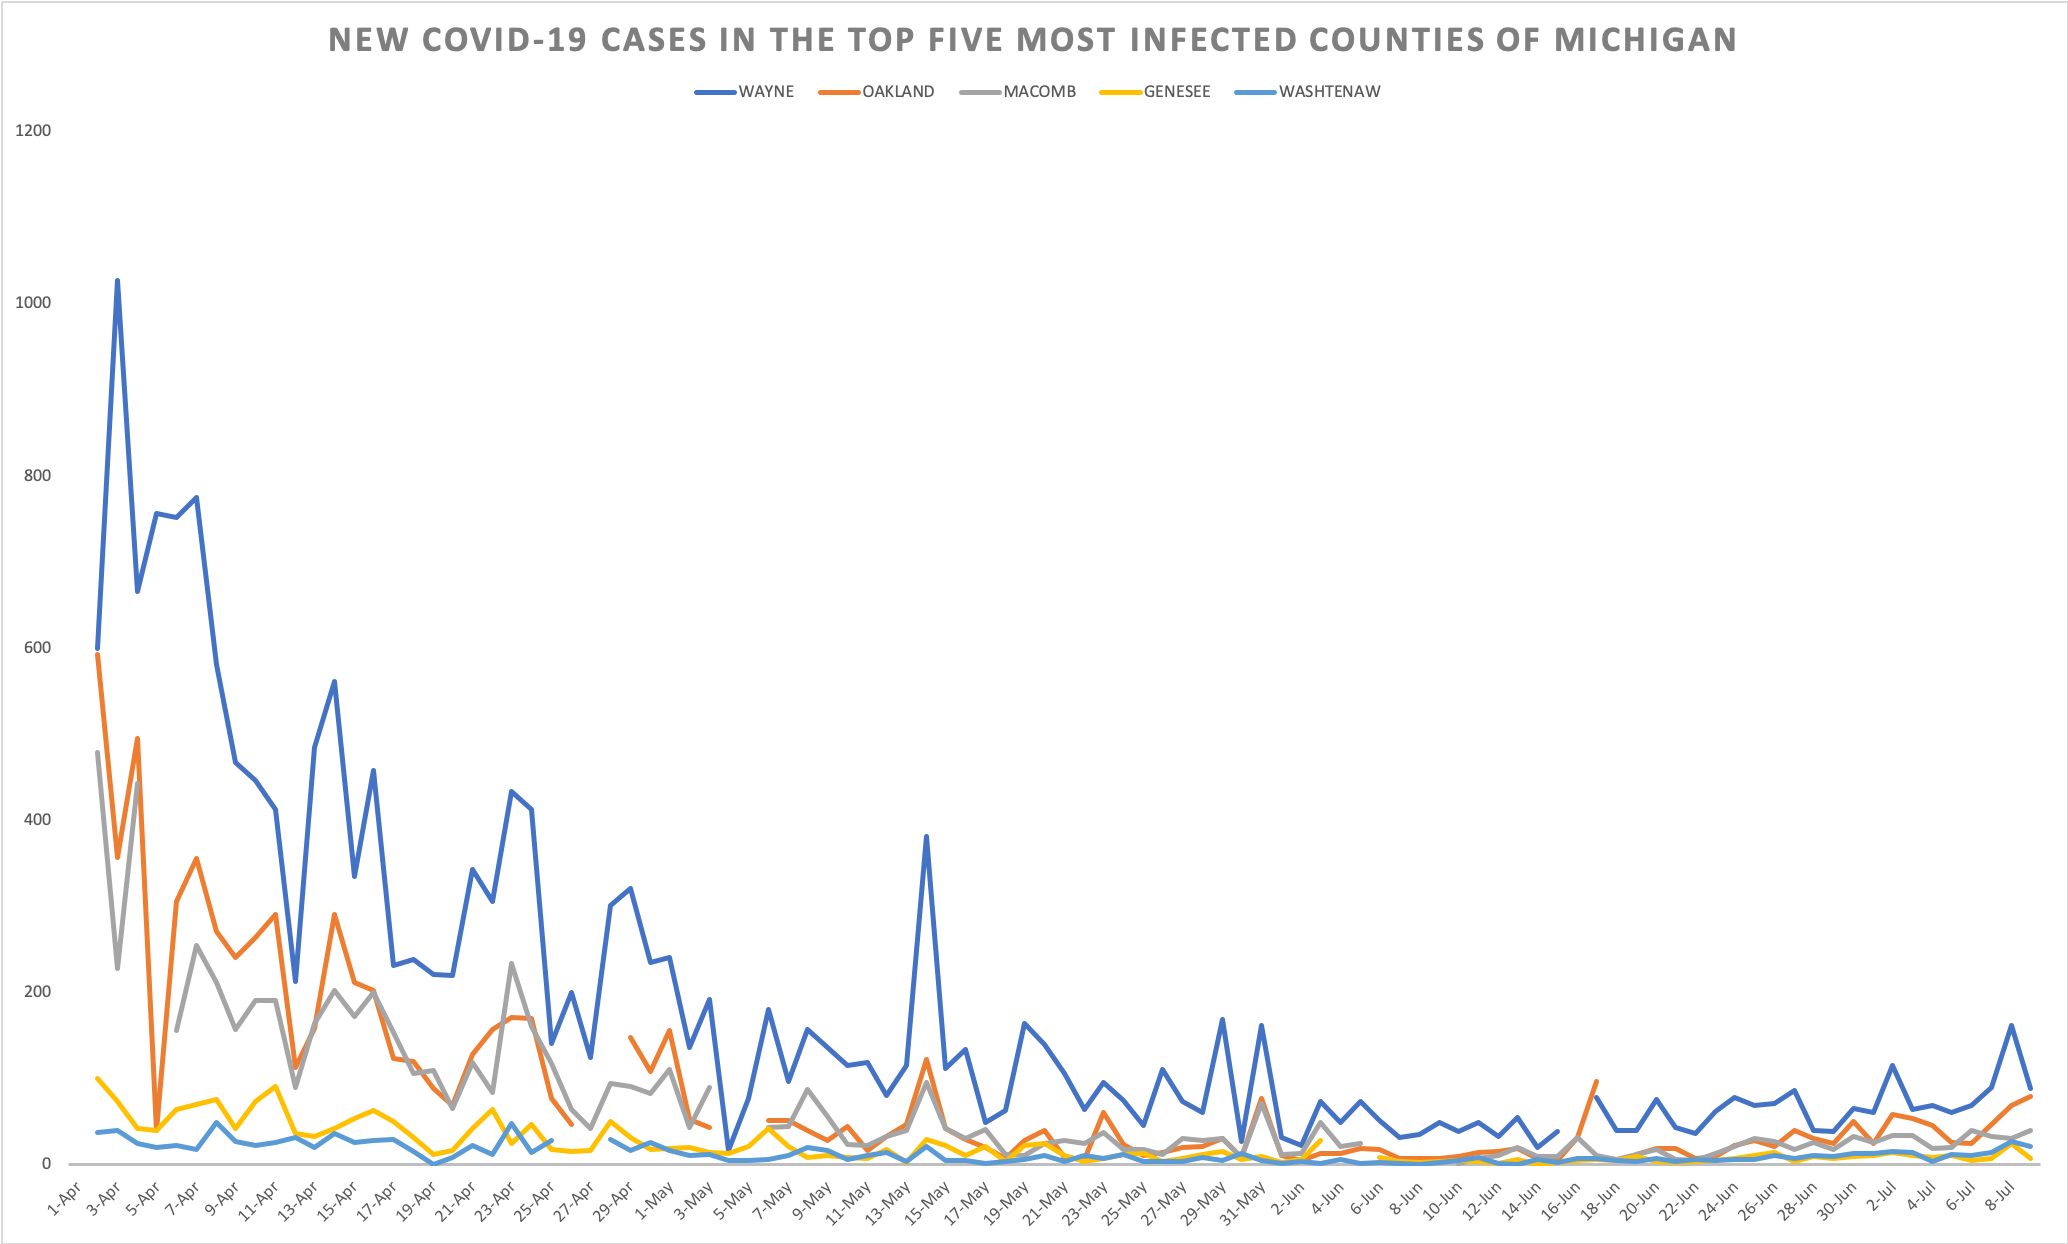 NEW COVID-19 CASES IN THE TOP FIVE MOST INFECTED COUNTIES OF MICHIGAN
WAYNE OAKLAND MACOMB GENESEE WASHTENAW
1200
1000
800
600
400
200
0
1-Apr 3-Apr 5-Apr 7-Apr 9-Apr 11-Apr 13-Apr 15-Apr 17-Apr 19-Apr 21-Apr 23-Apr 25-Apr 27-Apr 29-Apr 1-May 3-May 5-May 7-May 9-May 11-May 13-May 15-May 17-May 19-May 21-May 23-May 25-May 27-May 29-May 31-May 2-Jun 4-Jun 6-Jun 8-Jun 10-Jun 12-Jun 14-Jun 16-Jun 18-Jun 20-Jun 22-Jun 24-Jun 26-Jun 28-Jun 30-Jun 2-Jul 4-Jul 6-Jul 8-Jul